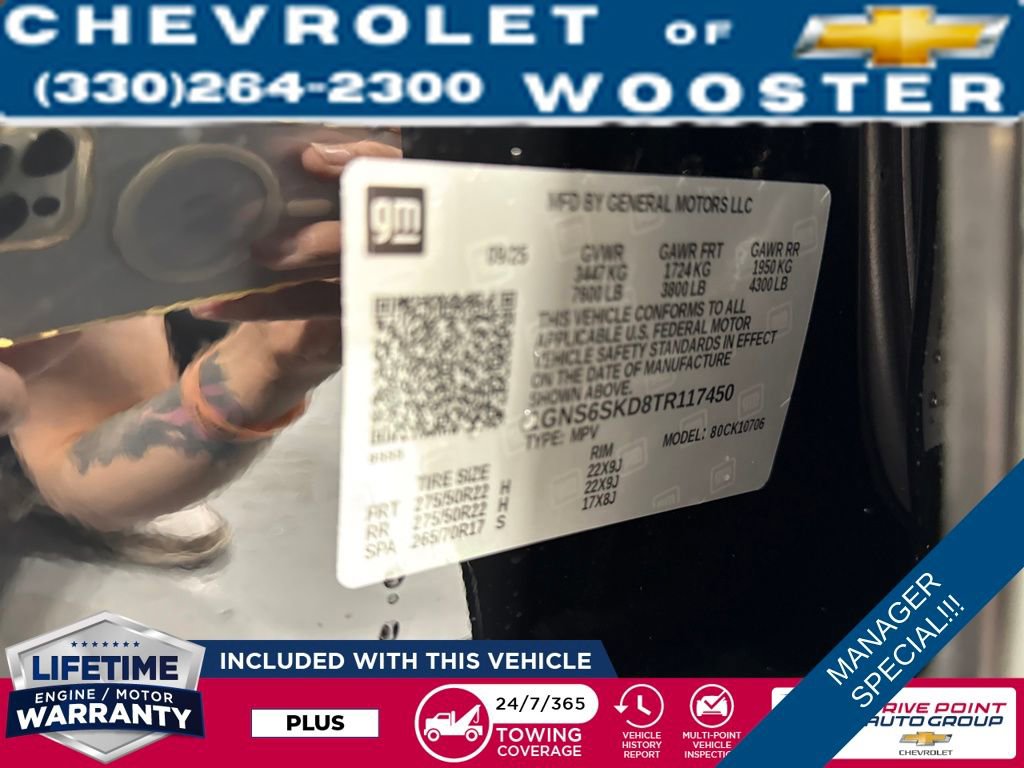 CHEVROLET OF
(330)264-2300 WOOSTER
gm
MFD BY GENERAL MOTORS LLC
09/25
GVWR GAWR FRT GAWR RR
3447 KG 1724 KG 1950 KG
7600 LB 3800 LB 4300 LB
THIS VEHICLE CONFORMS TO ALL
APPLICABLE U.S. FEDERAL MOTOR
VEHICLE SAFETY STANDARDS IN EFFECT
ON THE DATE OF MANUFACTURE
SHOWN ABOVE.
1GNS6SKD8TR117450
TYPE: MPV MODEL: 80CK10706
TIRE SIZE RIM
FRT 275/50R22 H 22X9J
RR 275/50R22 H 22X9J
SPA 265/70R17 S 17X8J
MANAGER
SPECIAL!!!
LIFETIME
ENGINE / MOTOR
WARRANTY
INCLUDED WITH THIS VEHICLE
PLUS
24/7/365
TOWING
COVERAGE
VEHICLE
HISTORY
REPORT
MULTI-POINT
VEHICLE
DRIVE POINT
AUTO GROUP
CHEVROLET